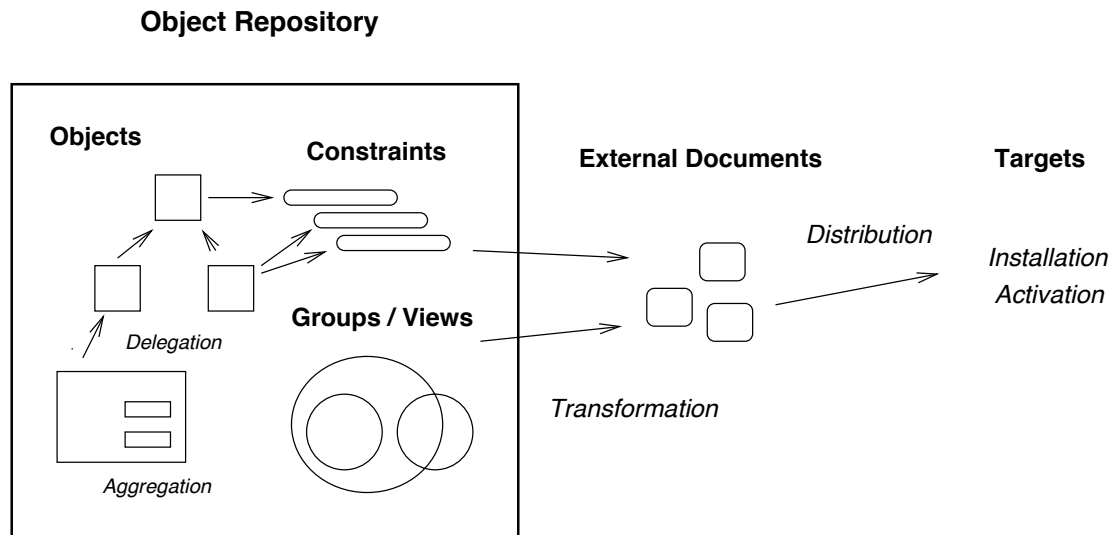 Object Repository
Objects
Constraints
External Documents
Targets
Distribution
Installation
Activation
Groups / Views
Delegation
Transformation
Aggregation